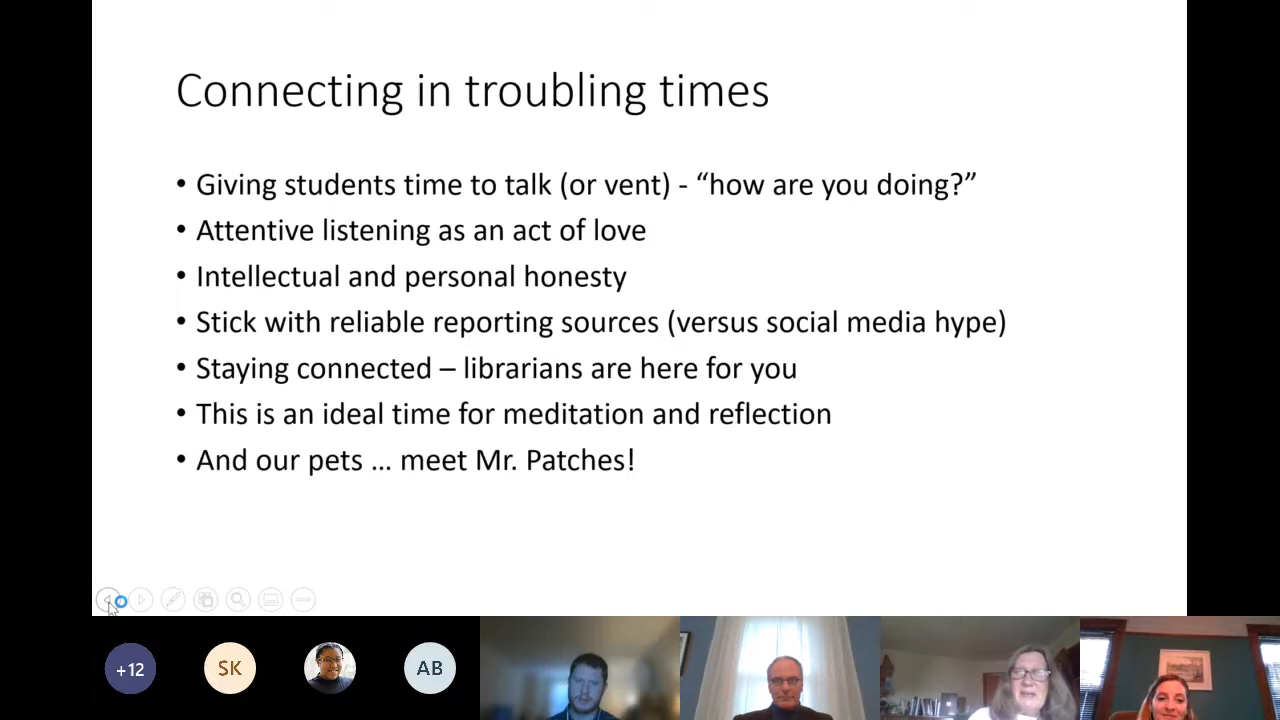 Connecting in troubling times
• Giving students time to talk (or vent) - “how are you doing?”
• Attentive listening as an act of love
• Intellectual and personal honesty
• Stick with reliable reporting sources (versus social media hype)
• Staying connected – librarians are here for you
• This is an ideal time for meditation and reflection
• And our pets … meet Mr. Patches!
+12
SK
AB